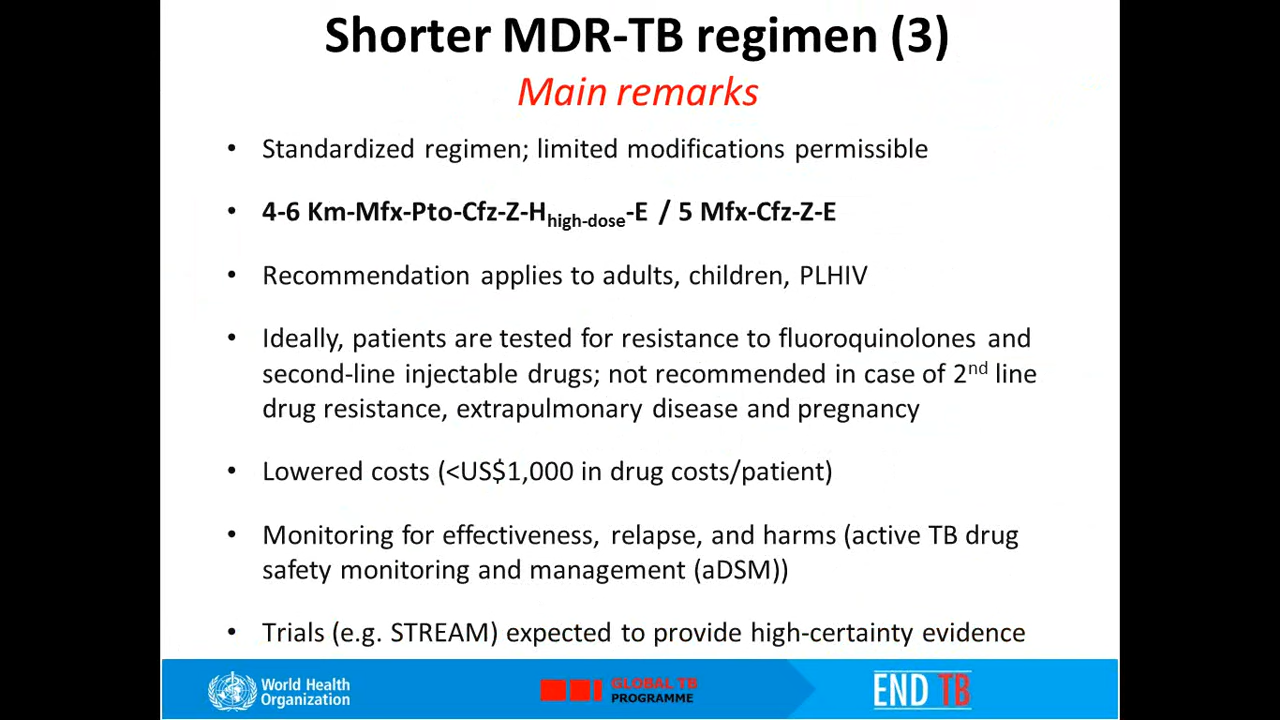 Shorter MDR-TB regimen (3)
Main remarks
• Standardized regimen; limited modifications permissible
• 4-6 Km-Mfx-Pto-Cfz-Z-Hhigh-dose-E / 5 Mfx-Cfz-Z-E
• Recommendation applies to adults, children, PLHIV
• Ideally, patients are tested for resistance to fluoroquinolones and
second-line injectable drugs; not recommended in case of 2nd line
drug resistance, extrapulmonary disease and pregnancy
• Lowered costs (<US$1,000 in drug costs/patient)
• Monitoring for effectiveness, relapse, and harms (active TB drug
safety monitoring and management (aDSM))
• Trials (e.g. STREAM) expected to provide high-certainty evidence
World Health
Organization
GLOBAL TB
PROGRAMME
END TB